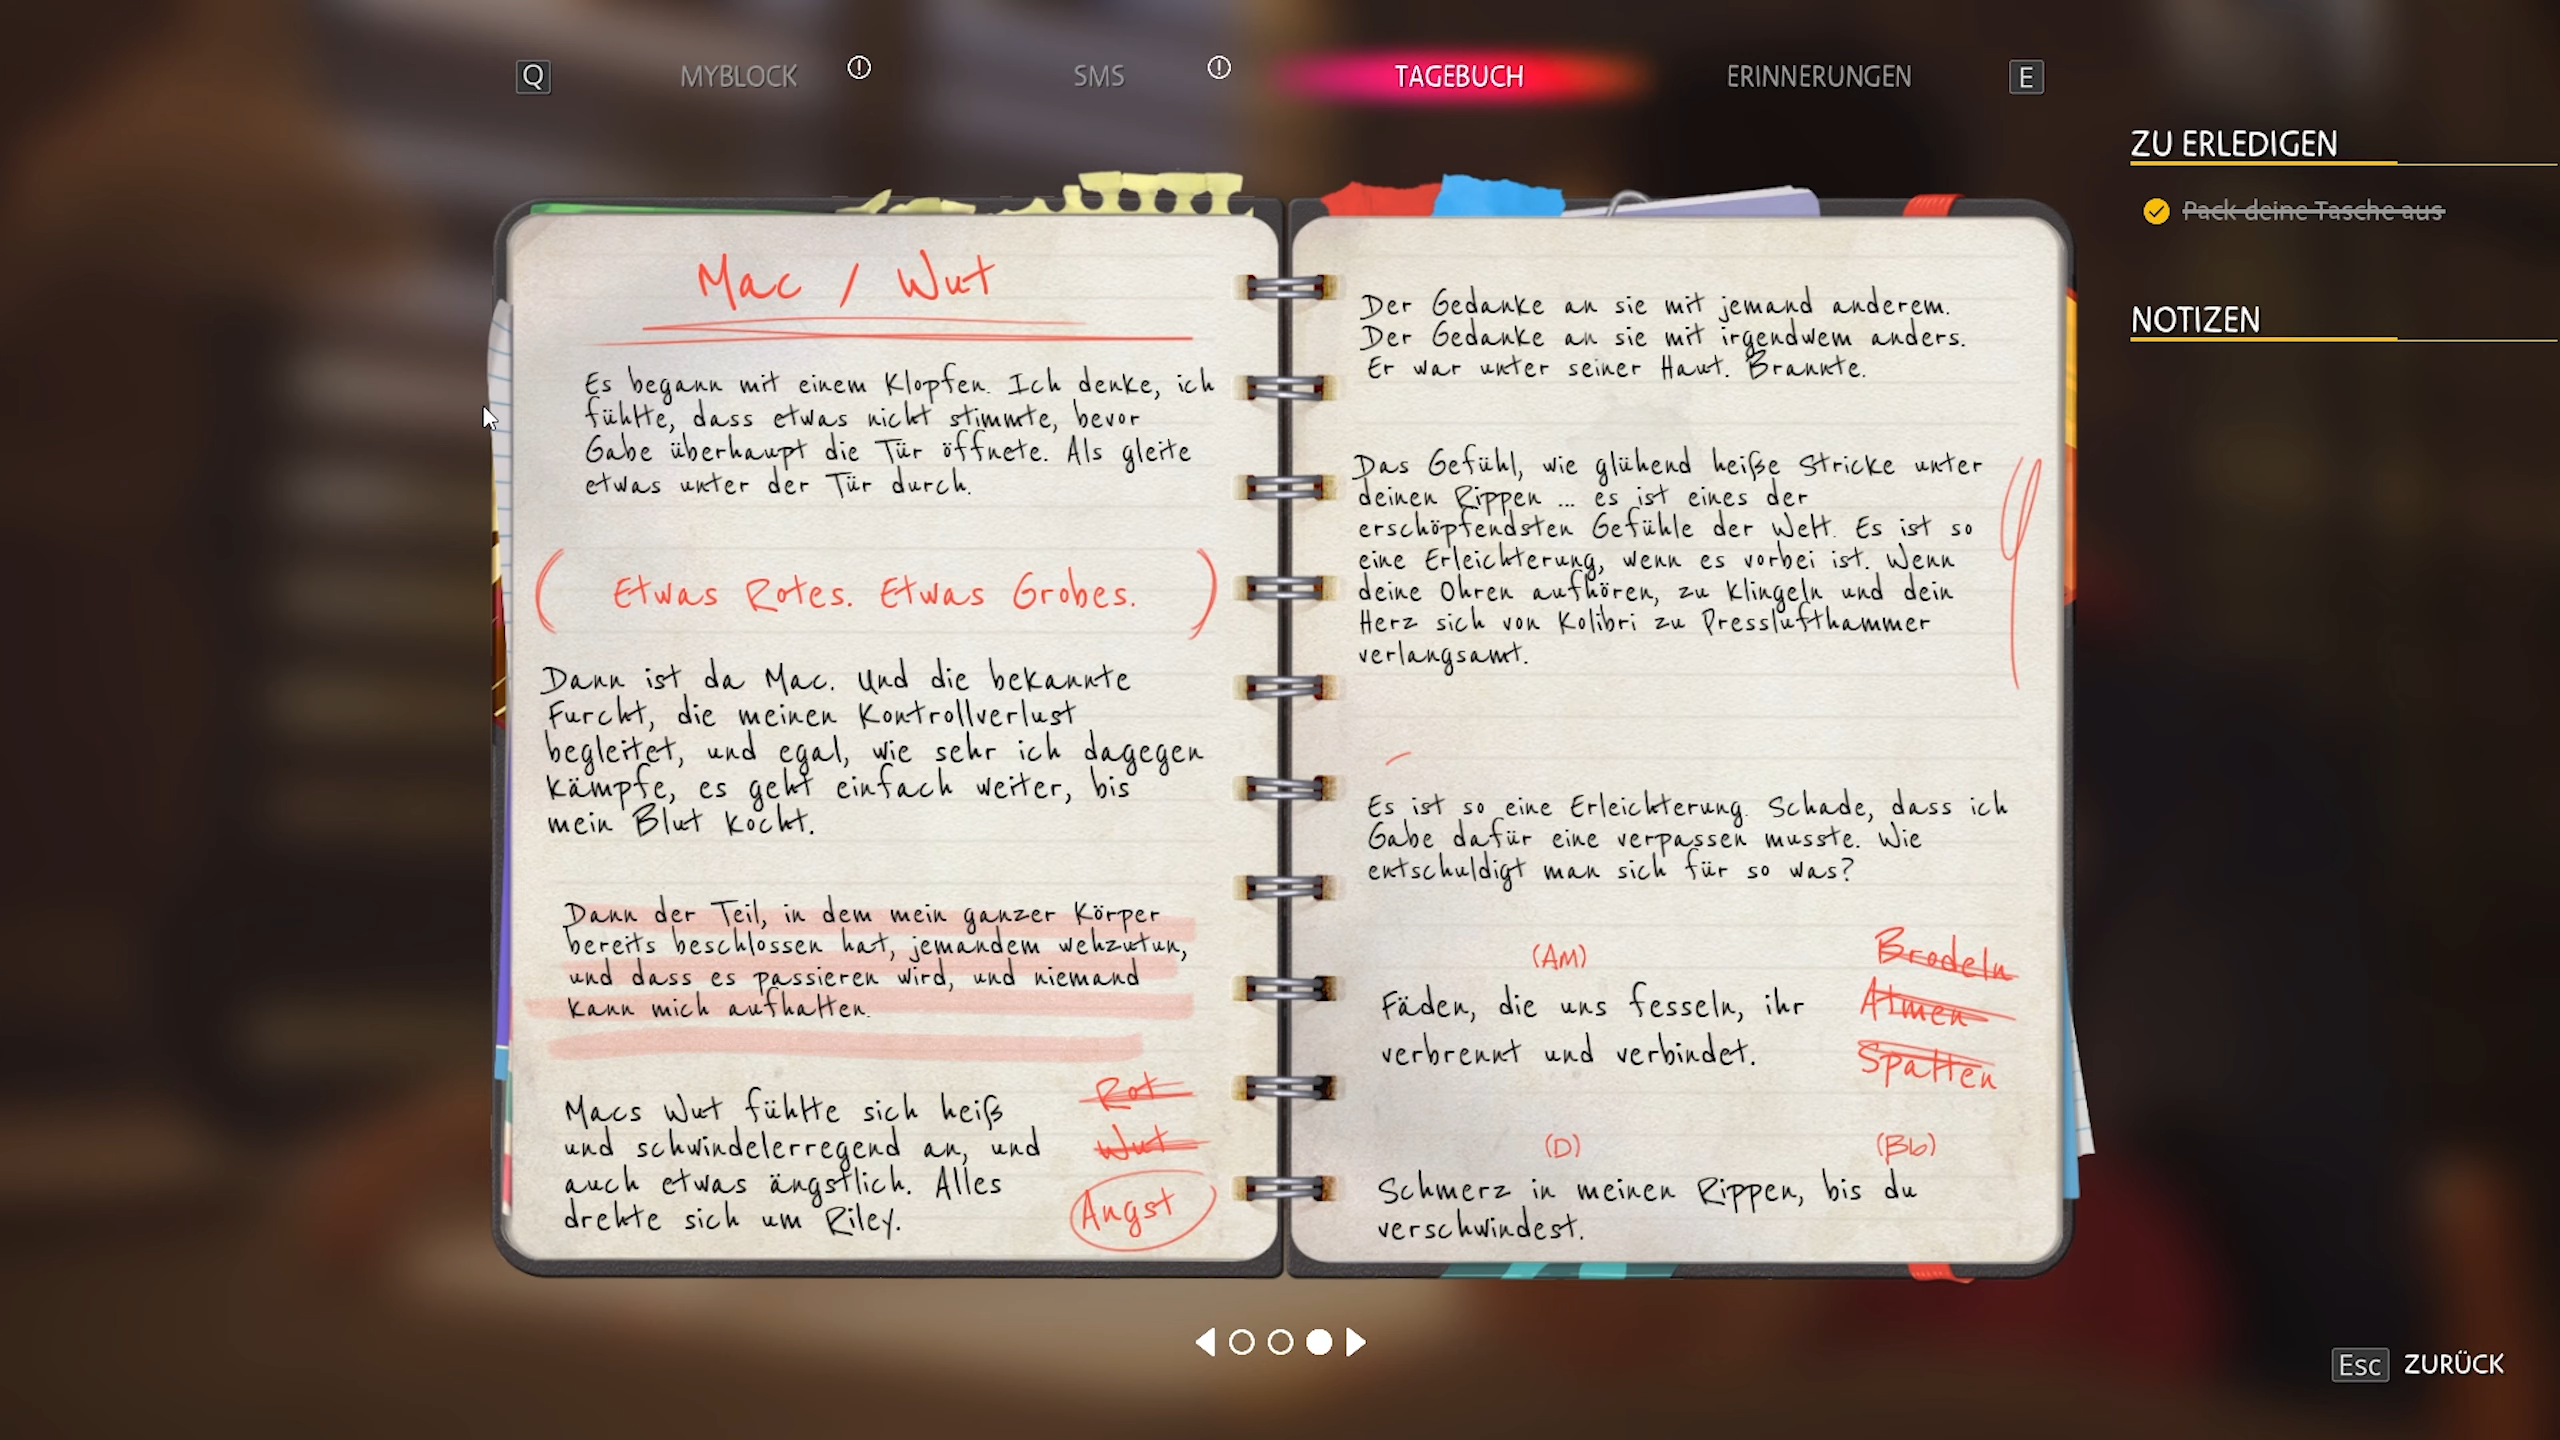 Q
MYBLOCK
SMS
TAGEBUCH
ERINNERUNGEN
E
ZU ERLEDIGEN
Pack deine Tasche aus
NOTIZEN
Mac / Wut
Es begann mit einem Klopfen. Ich denke, ich
fühlte, dass etwas nicht stimmte, bevor
Gabe überhaupt die Tür öffnete. Als gleite
etwas unter der Tür durch.
( Etwas Rotes. Etwas Grobes. )
Dann ist da Mac. Und die bekannte
Furcht, die meinen Kontrollverlust
begleitet, und egal, wie sehr ich dagegen
kämpfe, es geht einfach weiter, bis
mein Blut kocht.
Dann der Teil, in dem mein ganzer Körper
bereits beschlossen hat, jemandem wehzutun,
und dass es passieren wird, und niemand
kann mich aufhalten.
Macs Wut fühlte sich heiß
und schwindelerregend an, und
auch etwas ängstlich. Alles
drehte sich um Riley.
Rot
Wut
Angst
Der Gedanke an sie mit jemand anderem.
Der Gedanke an sie mit irgendwem anders.
Er war unter seiner Haut. Brannte.
Das Gefühl, wie glühend heiße Stricke unter
deinen Rippen ... es ist eines der
erschöpfendsten Gefühle der Welt. Es ist so
eine Erleichterung, wenn es vorbei ist. Wenn
deine Ohren aufhören, zu klingeln und dein
Herz sich von Kolibri zu Presslufthammer
verlangsamt.
Es ist so eine Erleichterung. Schade, dass ich
Gabe dafür eine verpassen musste. Wie
entschuldigt man sich für so was?
(AM)
Fäden, die uns fesseln, ihr
verbrennt und verbindet.
Brodeln
Atmen
Spalten
(D) (Bb)
Schmerz in meinen Rippen, bis du
verschwindest.
Esc ZURÜCK